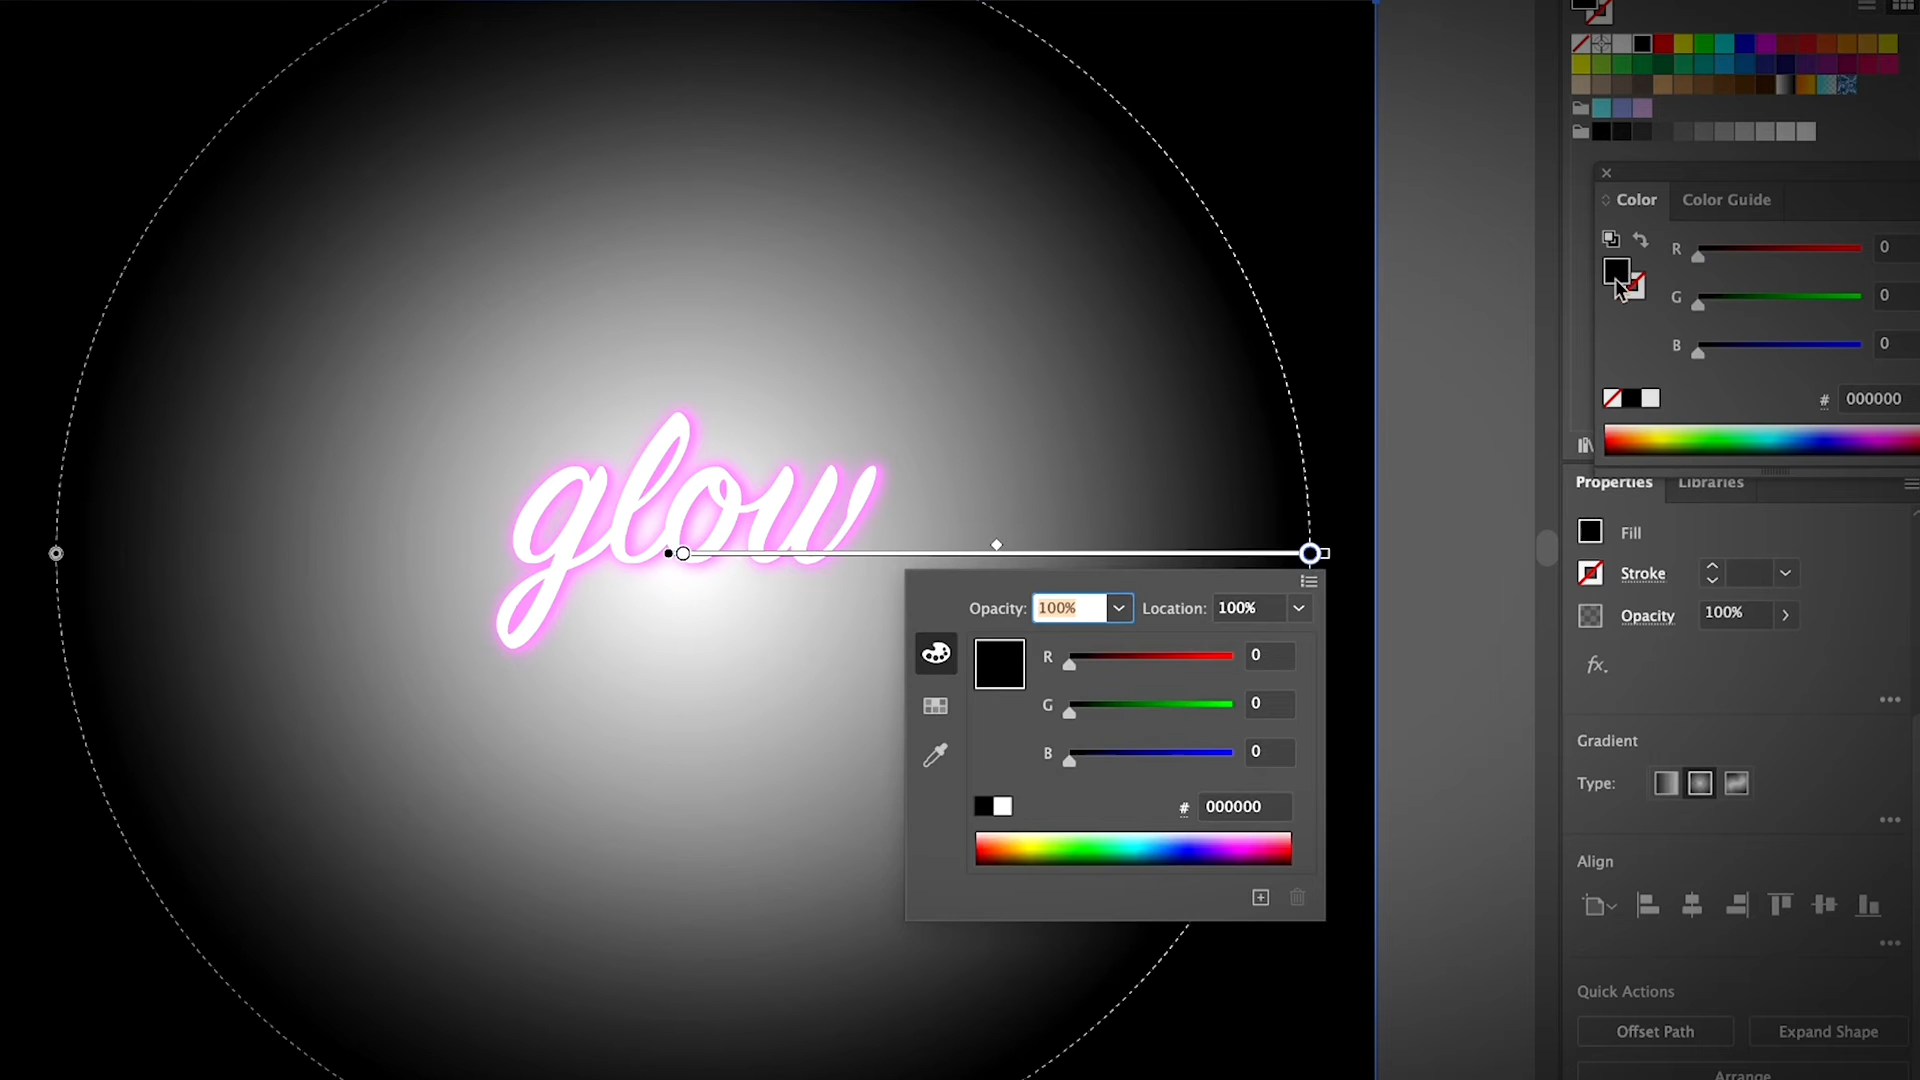 Color
Color Guide
R
0
G
0
B
0
#
000000
Properties
Libraries
Fill
Stroke
Opacity
100%
fx.
Gradient
Type:
Align
Quick Actions
Offset Path
Expand Shape
Arrange
glow
Opacity:
100%
Location:
100%
R
0
G
0
B
0
#
000000